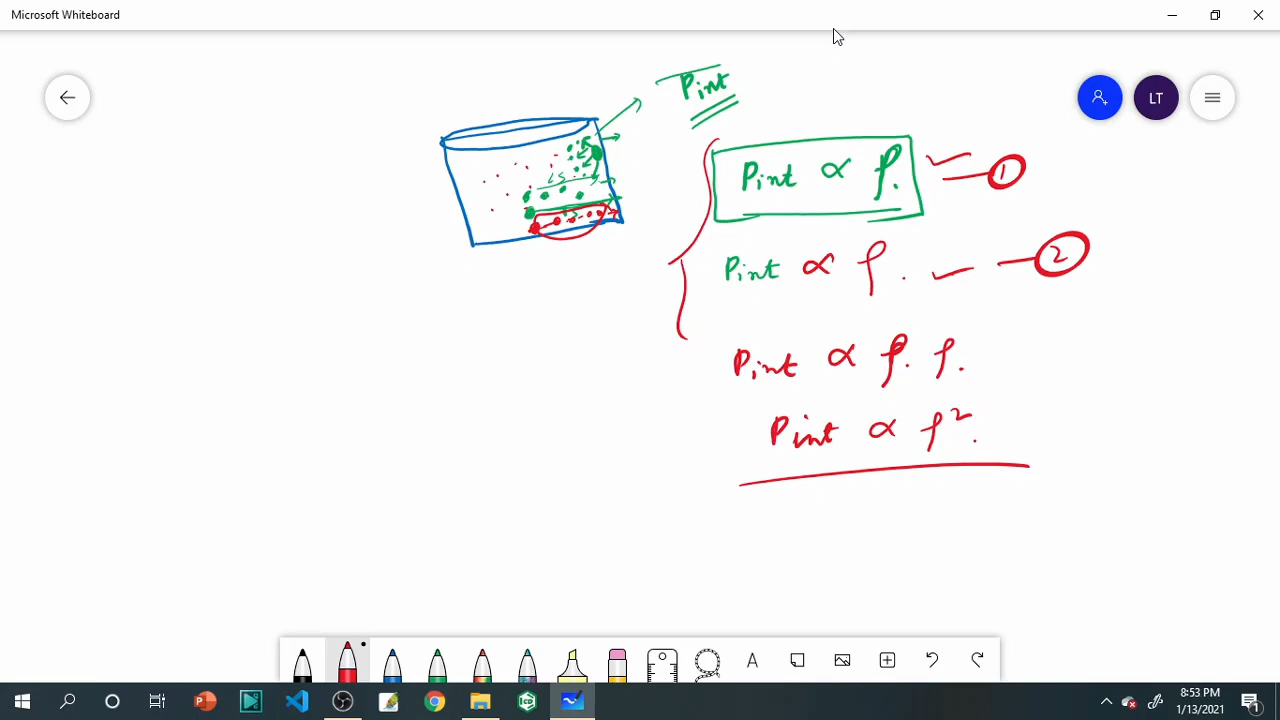 Microsoft Whiteboard
Pint
LT
Pint ∝ ρ.
1
Pint ∝ ρ.
2
Pint ∝ ρ. ρ.
Pint ∝ ρ².
A
8:53 PM
1/13/2021